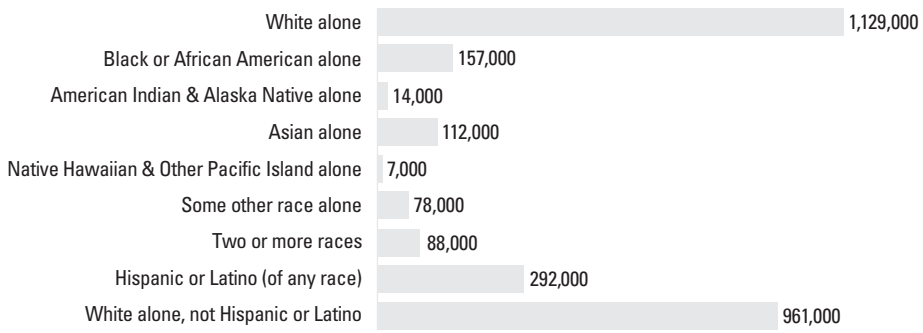 White alone 1,129,000
Black or African American alone 157,000
American Indian & Alaska Native alone 14,000
Asian alone 112,000
Native Hawaiian & Other Pacific Island alone 7,000
Some other race alone 78,000
Two or more races 88,000
Hispanic or Latino (of any race) 292,000
White alone, not Hispanic or Latino 961,000